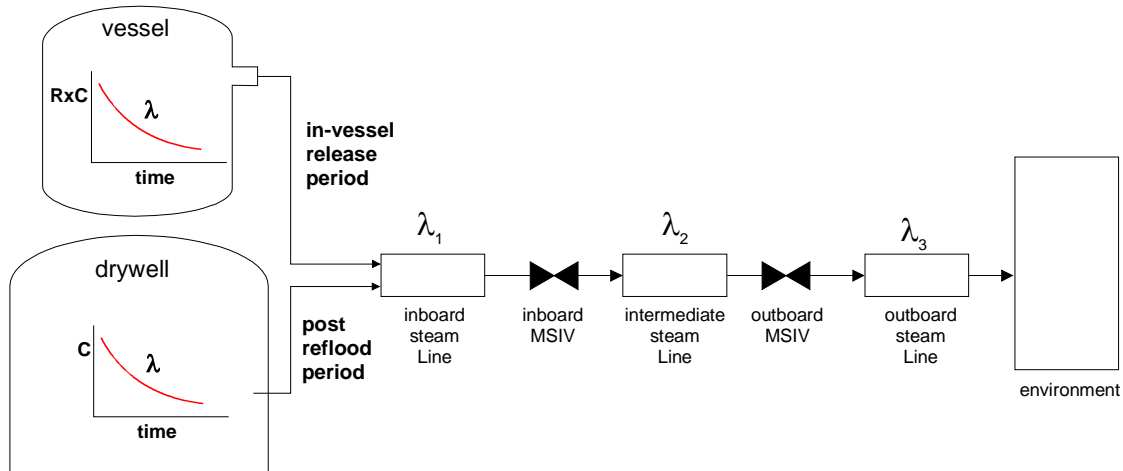 vessel
RxC
λ
time
in-vessel
release
period
drywell
C
λ
time
post
reflood
period
λ1
λ2
λ3
inboard
steam
Line
inboard
MSIV
intermediate
steam
Line
outboard
MSIV
outboard
steam
Line
environment